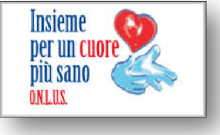 Insieme
per un cuore
più sano
O.N.L.U.S.